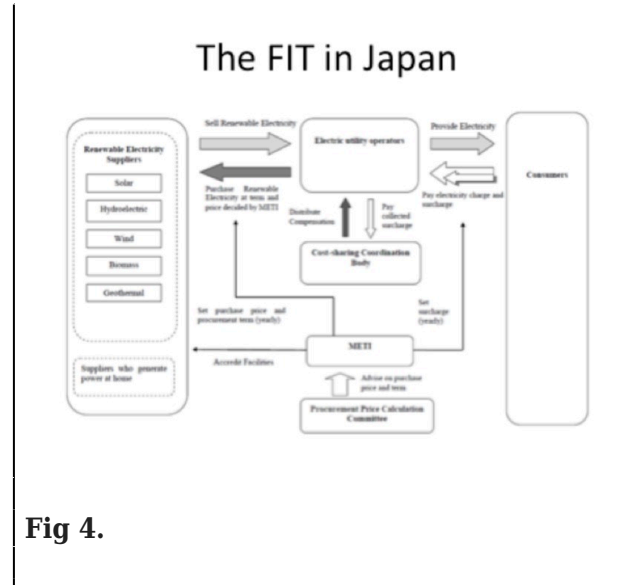 The FIT in Japan
Sell Renewable Electricity
Provide Electricity
Renewable Electricity
Suppliers
Solar
Hydroelectric
Wind
Biomass
Geothermal
Suppliers who generate
power at home
Electric utility operators
Consumers
Purchase Renewable
Electricity at term and
price decided by METI
Pay electricity charge and
surcharge
Distribute
Compensation
Pay
collected
surcharge
Cost-sharing Coordination
Body
Set purchase price and
procurement term (yearly)
Set
surcharge
(yearly)
METI
Accredit Facilities
Advise on purchase
price and term
Procurement Price Calculation
Committee
Fig 4.